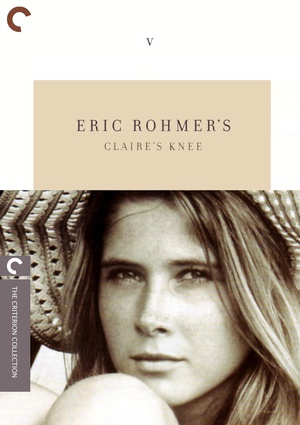 V
ERIC ROHMER'S
CLAIRE'S KNEE
THE CRITERION COLLECTION